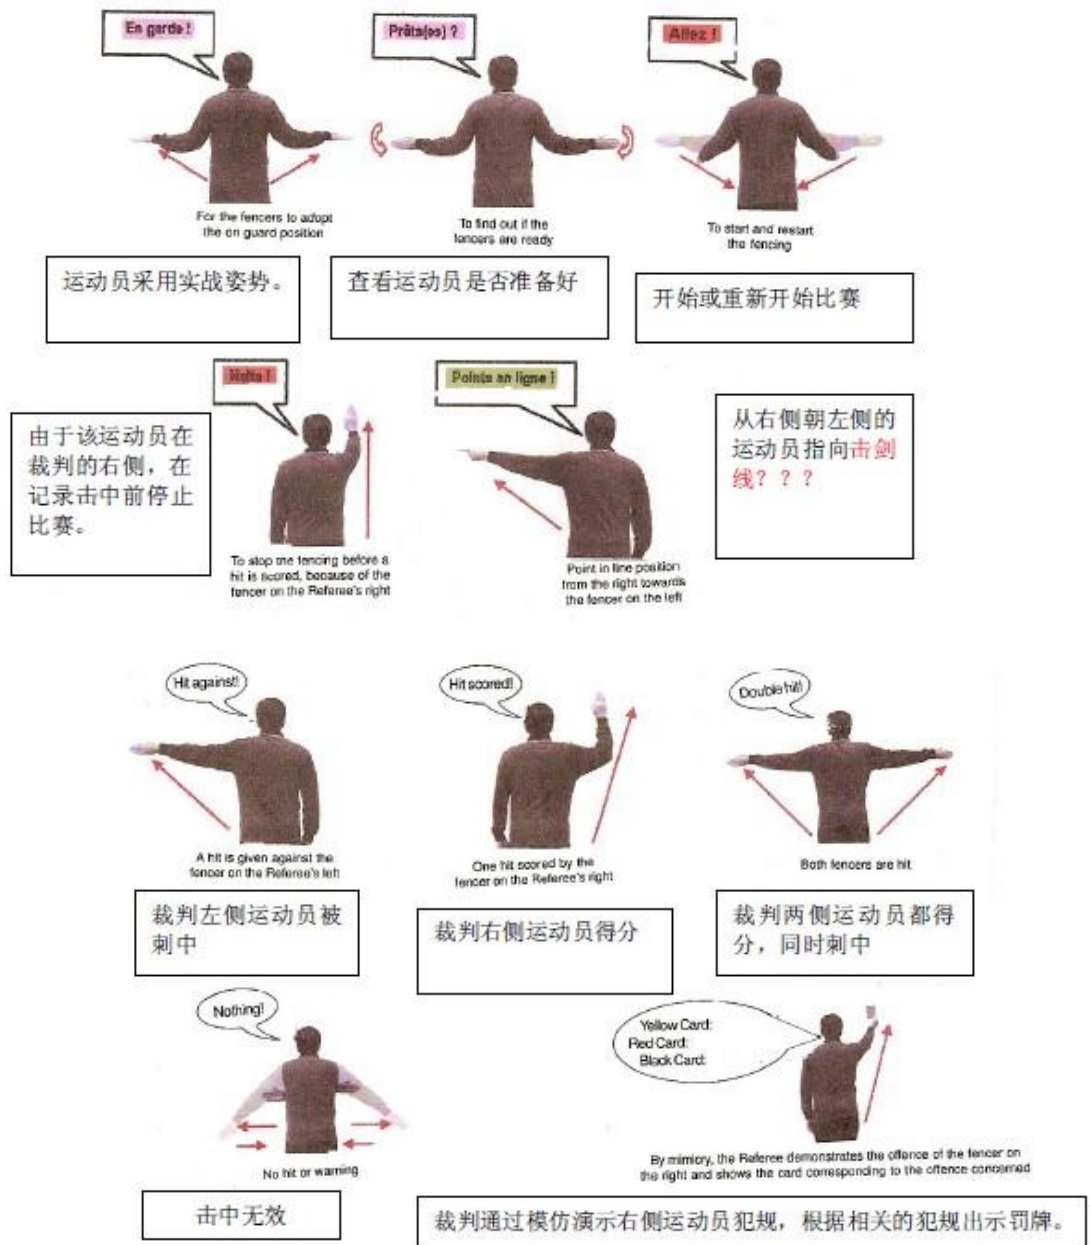 En garde !
Prêts(es) ?
Allez !
For the fencers to adopt
the on guard position
To find out if the
fencers are ready
To start and restart
the fencing
运动员采用实战姿势。
查看运动员是否准备好
开始或重新开始比赛
Halte !
Pointe en ligne !
由于该运动员在
裁判的右侧，在
记录击中前停止
比赛。
To stop the fencing before a
hit is scored, because of the
fencer on the Referee's right
Point in line position
from the right towards
the fencer on the left
从右侧朝左侧的
运动员指向击剑
线？？？
Hit against!
Hit scored!
Double hit!
A hit is given against the
fencer on the Referee's left
One hit scored by the
fencer on the Referee's right
Both fencers are hit
裁判左侧运动员被
刺中
裁判右侧运动员得分
裁判两侧运动员都得
分，同时刺中
Nothing!
Yellow Card:
Red Card:
Black Card:
No hit or warning
By mimicry, the Referee demonstrates the offence of the fencer on
the right and shows the card corresponding to the offence concerned
击中无效
裁判通过模仿演示右侧运动员犯规，根据相关的犯规出示罚牌。